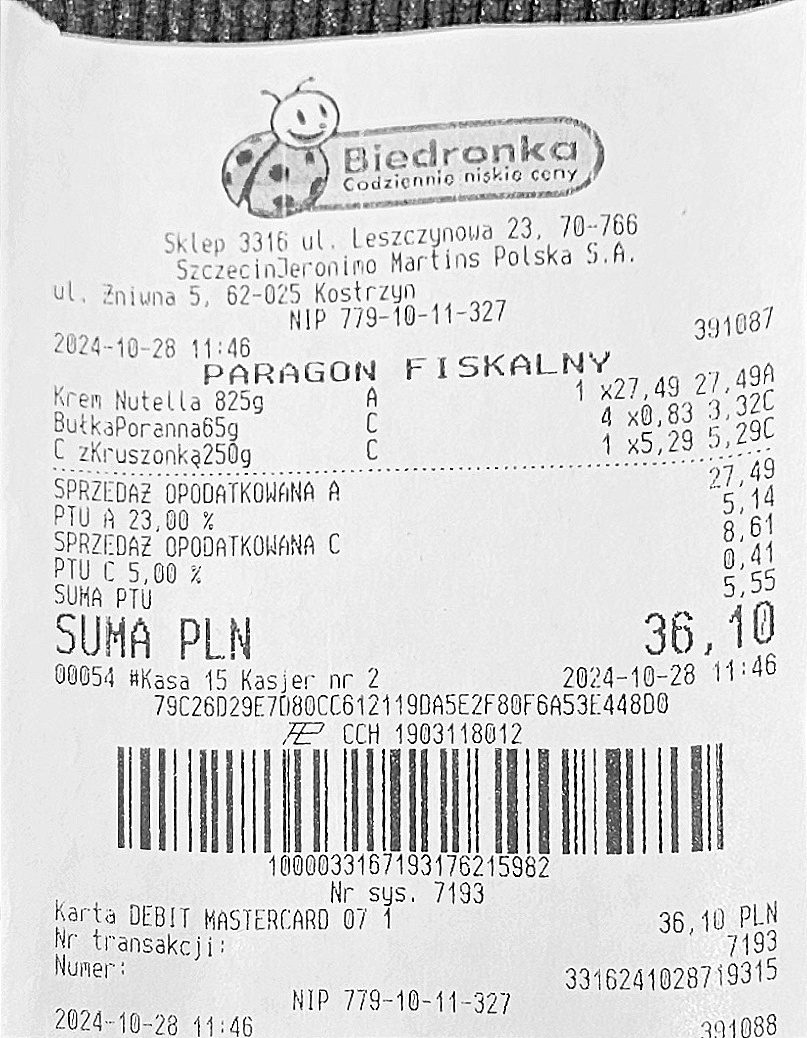 Biedronka
Codziennie niskie ceny
Sklep 3316 ul. Leszczynowa 23, 70-766
SzczecinJeronimo Martins Polska S.A.
ul. Żniwna 5, 62-025 Kostrzyn
NIP 779-10-11-327
2024-10-28 11:46 391087
PARAGON FISKALNY
Krem Nutella 825g A 1 x27,49 27,49A
BułkaPoranna65g C 4 x0,83 3,32C
C zKruszonką250g C 1 x5,29 5,29C
SPRZEDAŻ OPODATKOWANA A 27,49
PTU A 23,00 % 5,14
SPRZEDAŻ OPODATKOWANA C 8,61
PTU C 5,00 % 0,41
SUMA PTU 5,55
SUMA PLN 36,10
00054 #Kasa 15 Kasjer nr 2 2024-10-28 11:46
79C26D29E7D80CC612119DA5E2F80F6A53E448D0
CCH 1903118012
1000033167193176215982
Nr sys. 7193
Karta DEBIT MASTERCARD 07 1 36,10 PLN
Nr transakcji: 7193
Numer: 3316241028719315
NIP 779-10-11-327
2024-10-28 11:46 391088